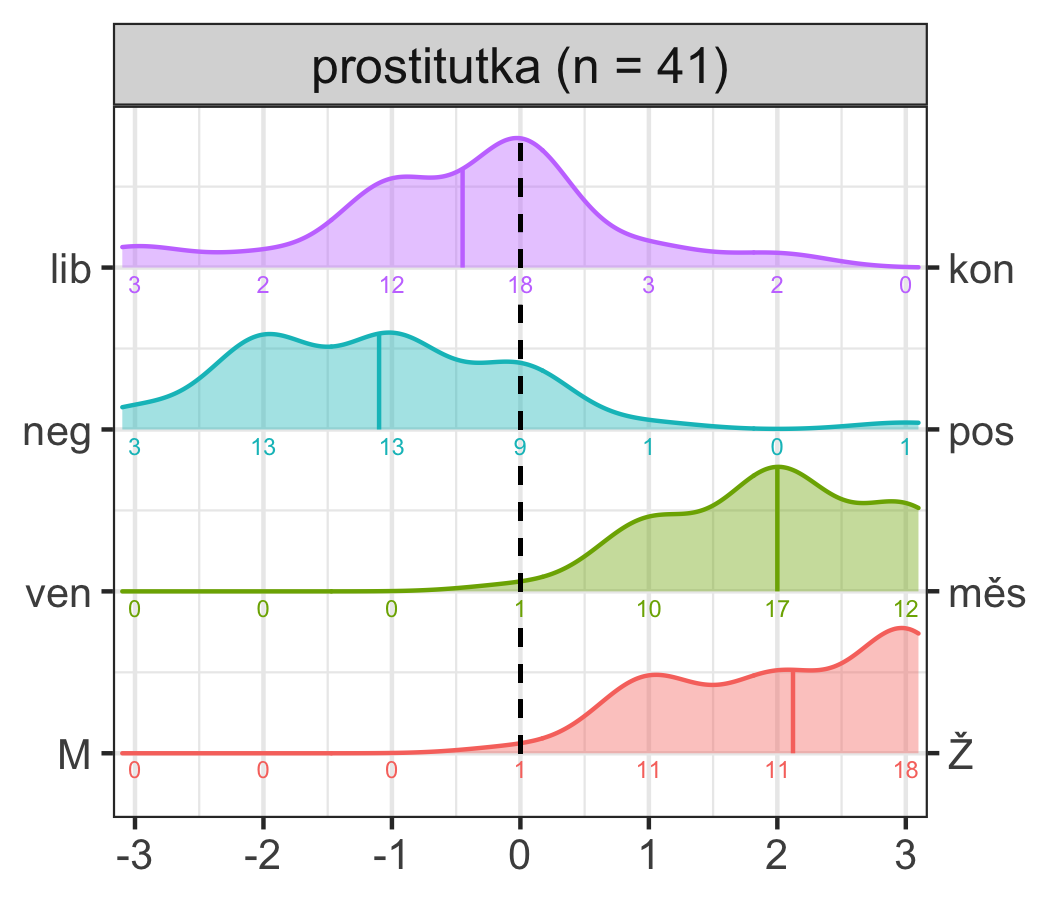 prostitutka (n = 41)
lib kon
3 2 12 18 3 2 0
neg pos
3 13 13 9 1 0 1
ven měs
0 0 0 1 10 17 12
M Ž
0 0 0 1 11 11 18
-3 -2 -1 0 1 2 3